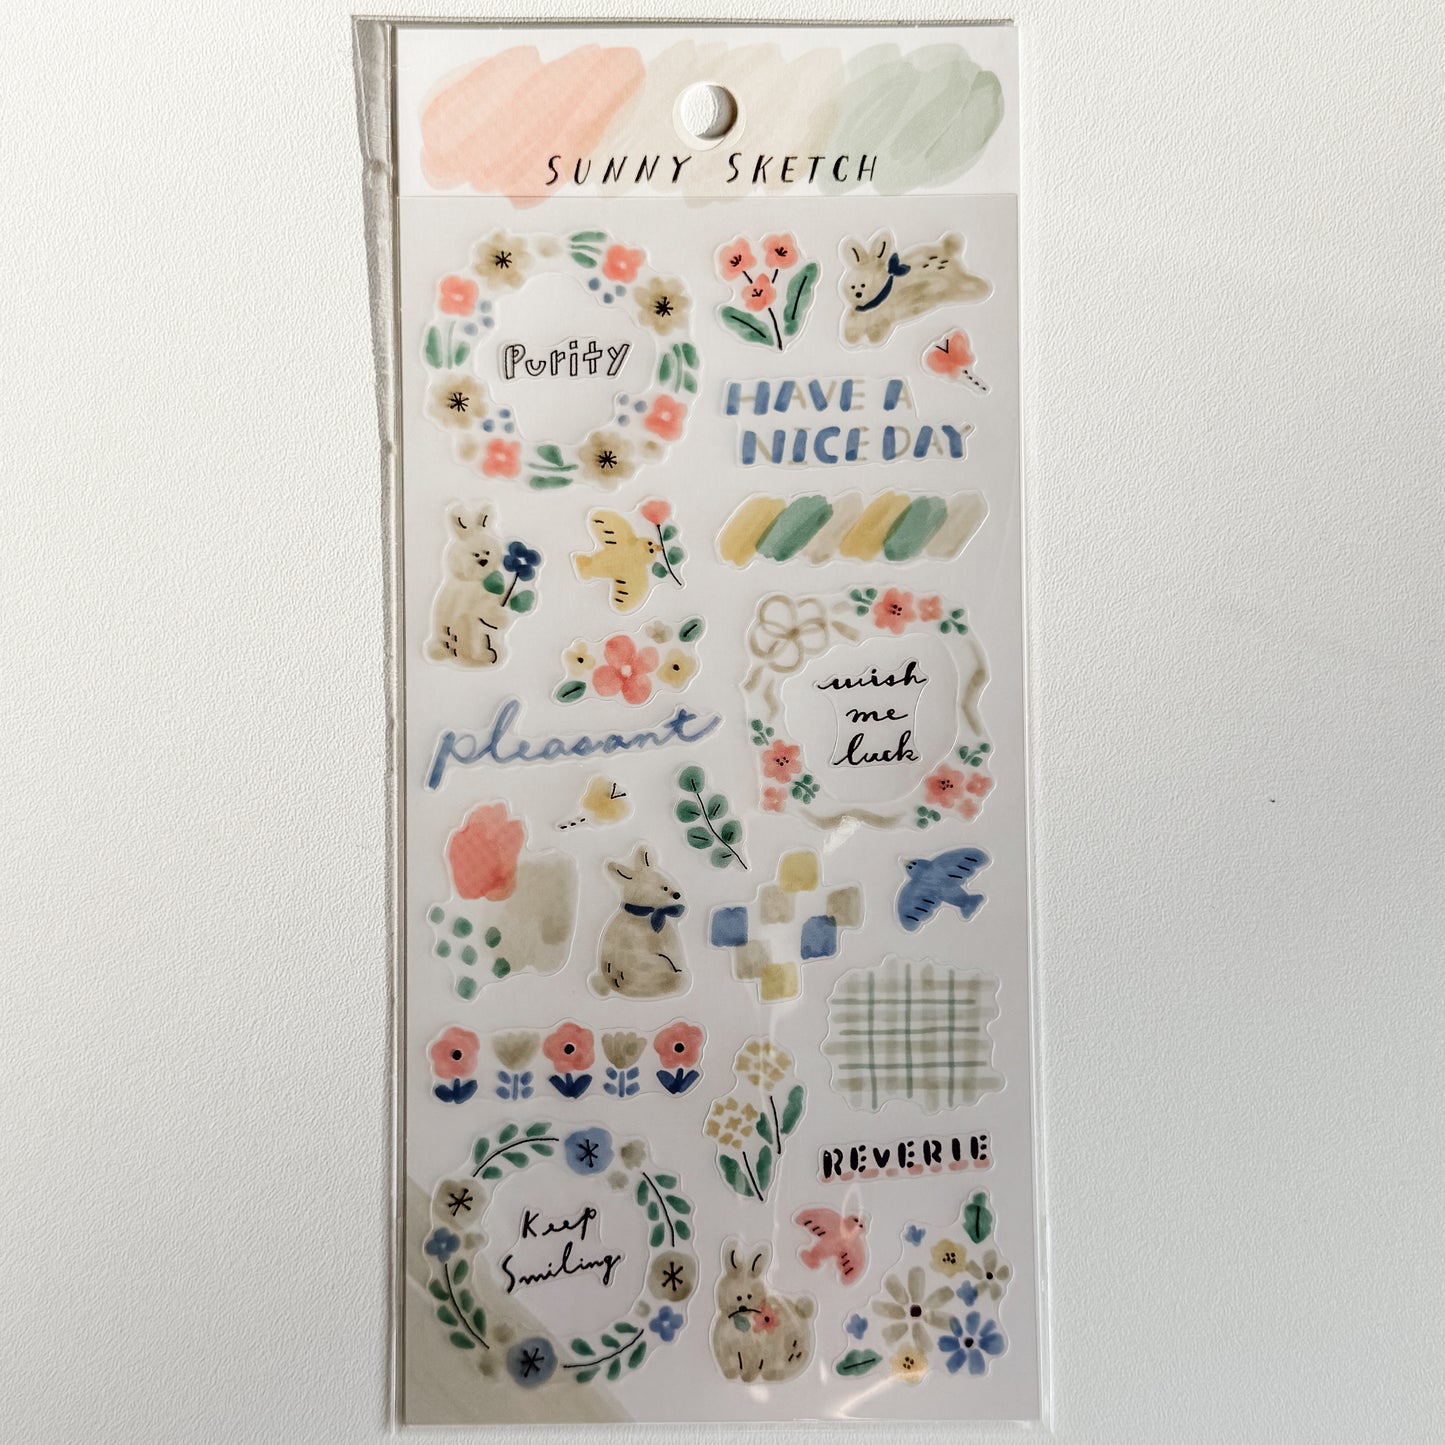 SUNNY SKETCH
Purity
HAVE A
NICE DAY
wish
me
luck
pleasant
REVERIE
Keep
Smiling